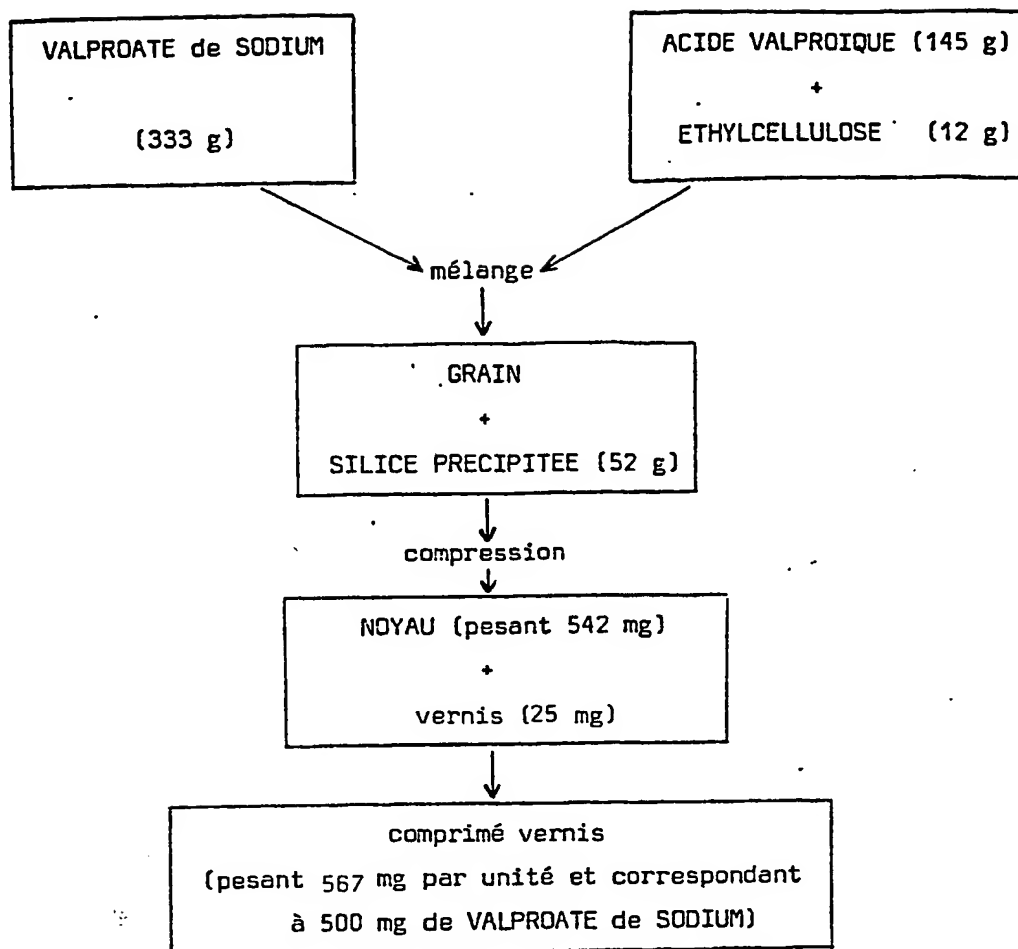 VALPROATE de SODIUM
(333 g)
ACIDE VALPROIQUE (145 g)
+
ETHYLCELLULOSE (12 g)
mélange
GRAIN
+
SILICE PRECIPITEE (52 g)
compression
NOYAU (pesant 542 mg)
+
vernis (25 mg)
comprimé vernis
(pesant 567 mg par unité et correspondant
à 500 mg de VALPROATE de SODIUM)